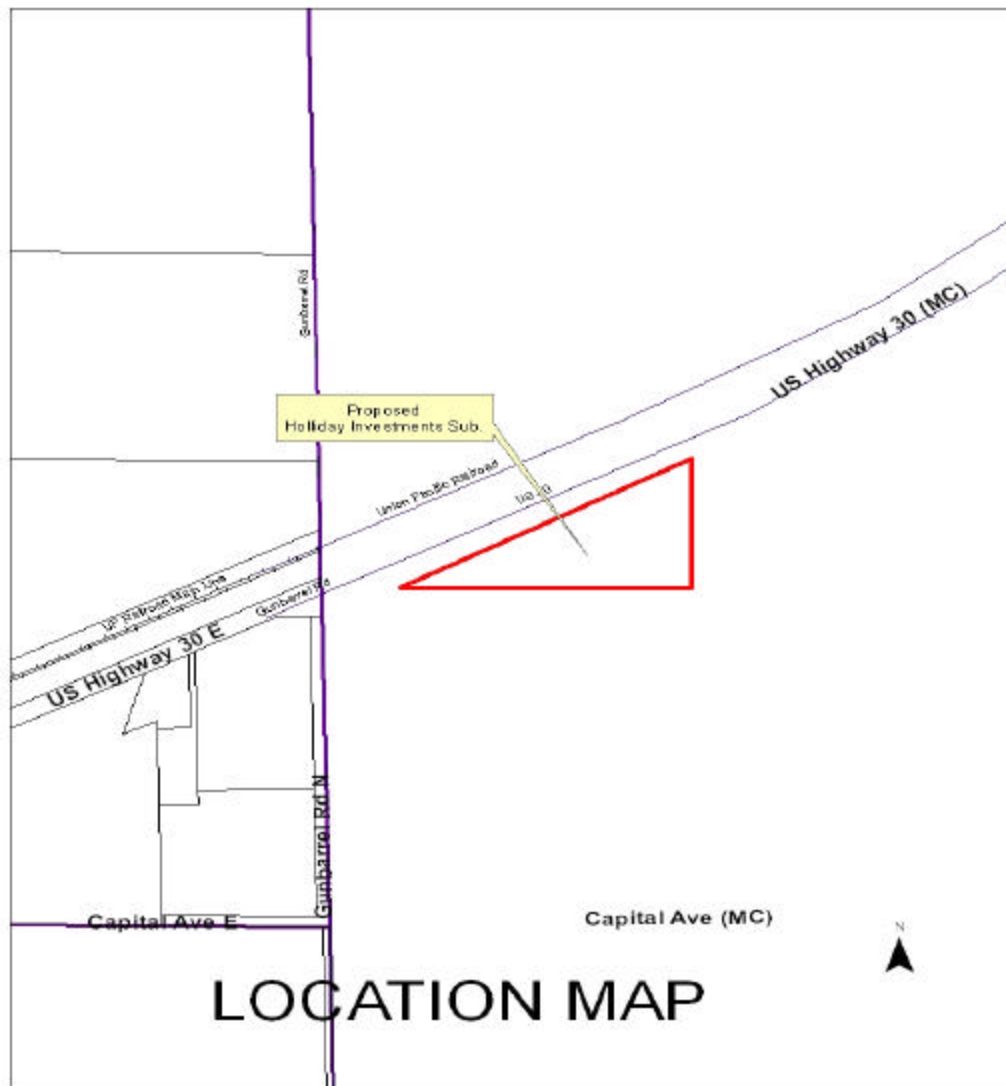 Gunbarrel Rd
US Highway 30 (MC)
Proposed
Holliday Investments Sub.
Union Pacific Railroad
UP Railroad Map Line
Gunbarrel Rd
US Highway 30 E
Gunbarrel Rd N
Capital Ave E
Capital Ave (MC)
N
LOCATION MAP